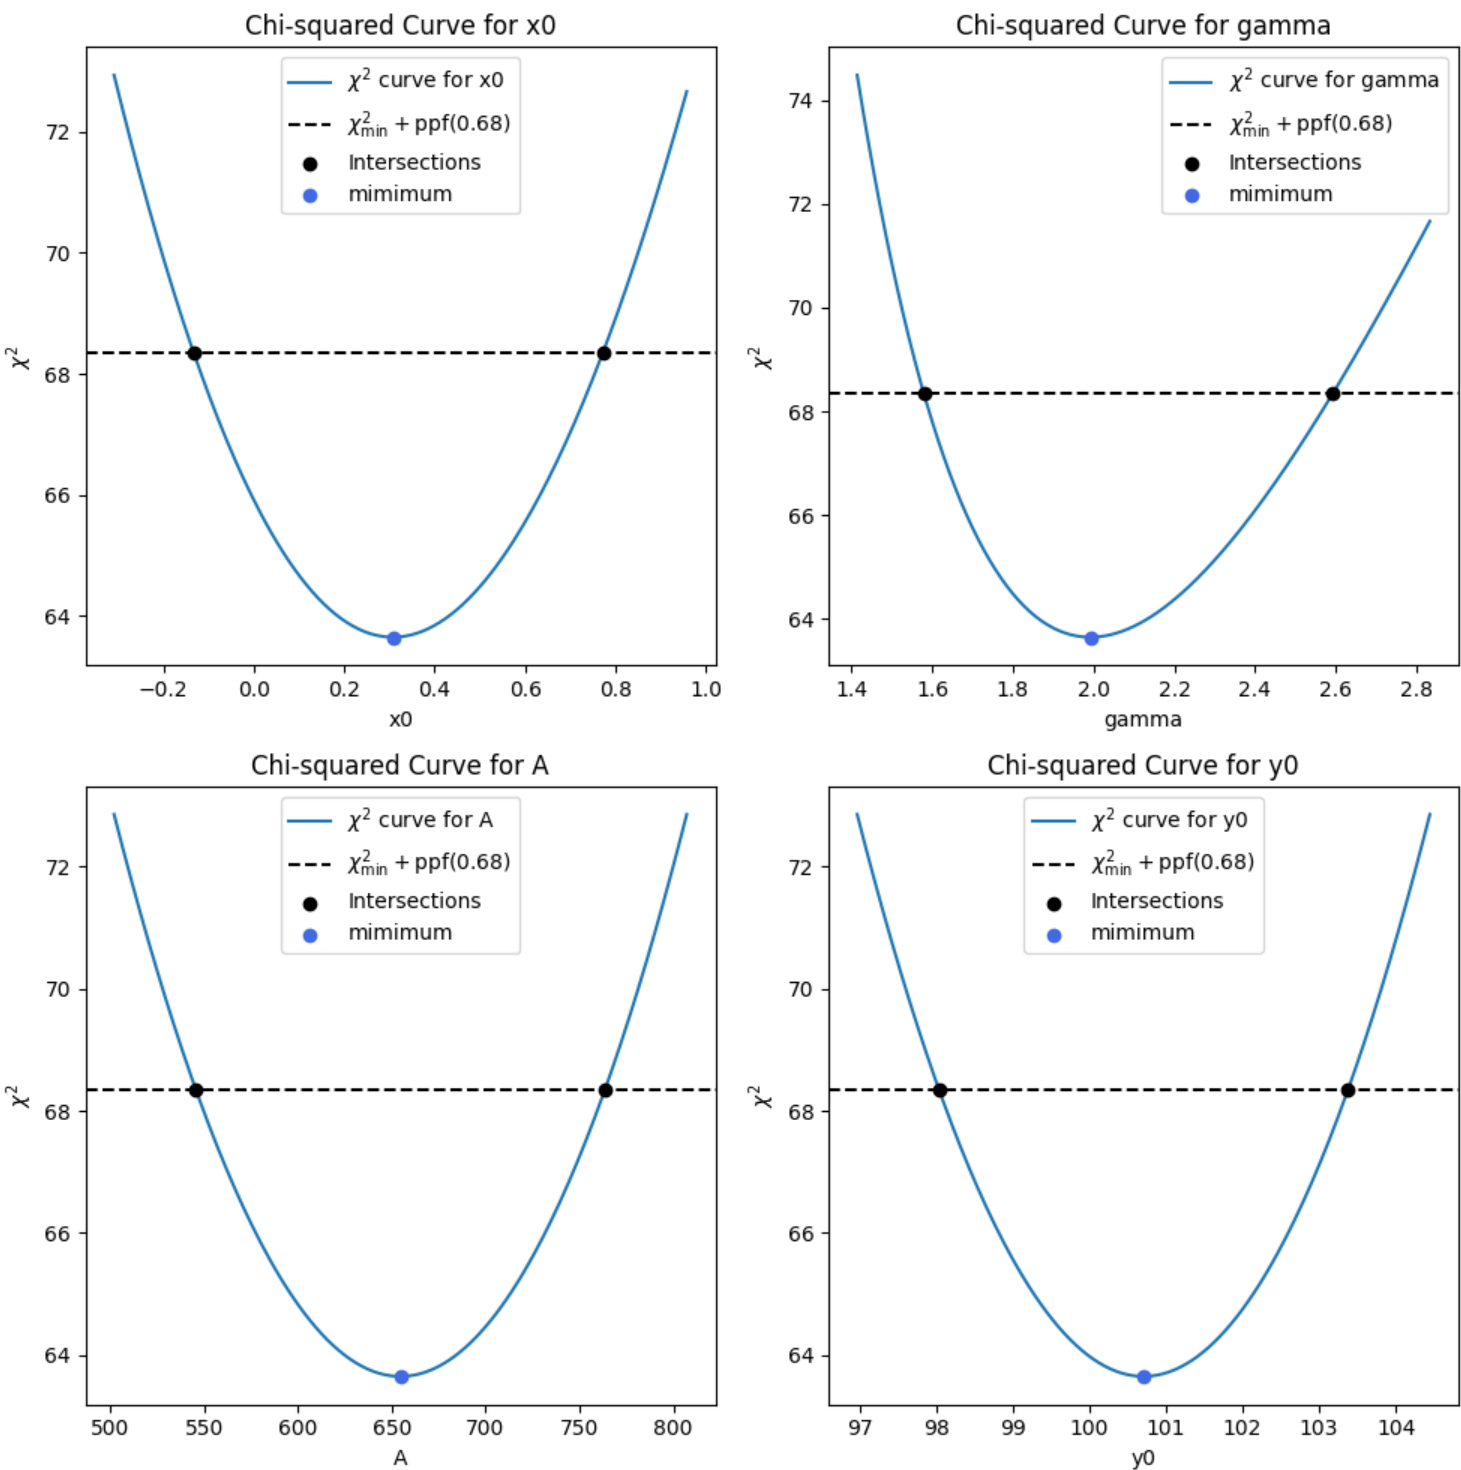 Chi-squared Curve for x0
χ² curve for x0
χ²min + ppf(0.68)
Intersections
mimimum
72
70
68
66
64
χ²
−0.2 0.0 0.2 0.4 0.6 0.8 1.0
x0
Chi-squared Curve for gamma
χ² curve for gamma
χ²min + ppf(0.68)
Intersections
mimimum
74
72
70
68
66
64
χ²
1.4 1.6 1.8 2.0 2.2 2.4 2.6 2.8
gamma
Chi-squared Curve for A
χ² curve for A
χ²min + ppf(0.68)
Intersections
mimimum
72
70
68
66
64
χ²
500 550 600 650 700 750 800
A
Chi-squared Curve for y0
χ² curve for y0
χ²min + ppf(0.68)
Intersections
mimimum
72
70
68
66
64
χ²
97 98 99 100 101 102 103 104
y0